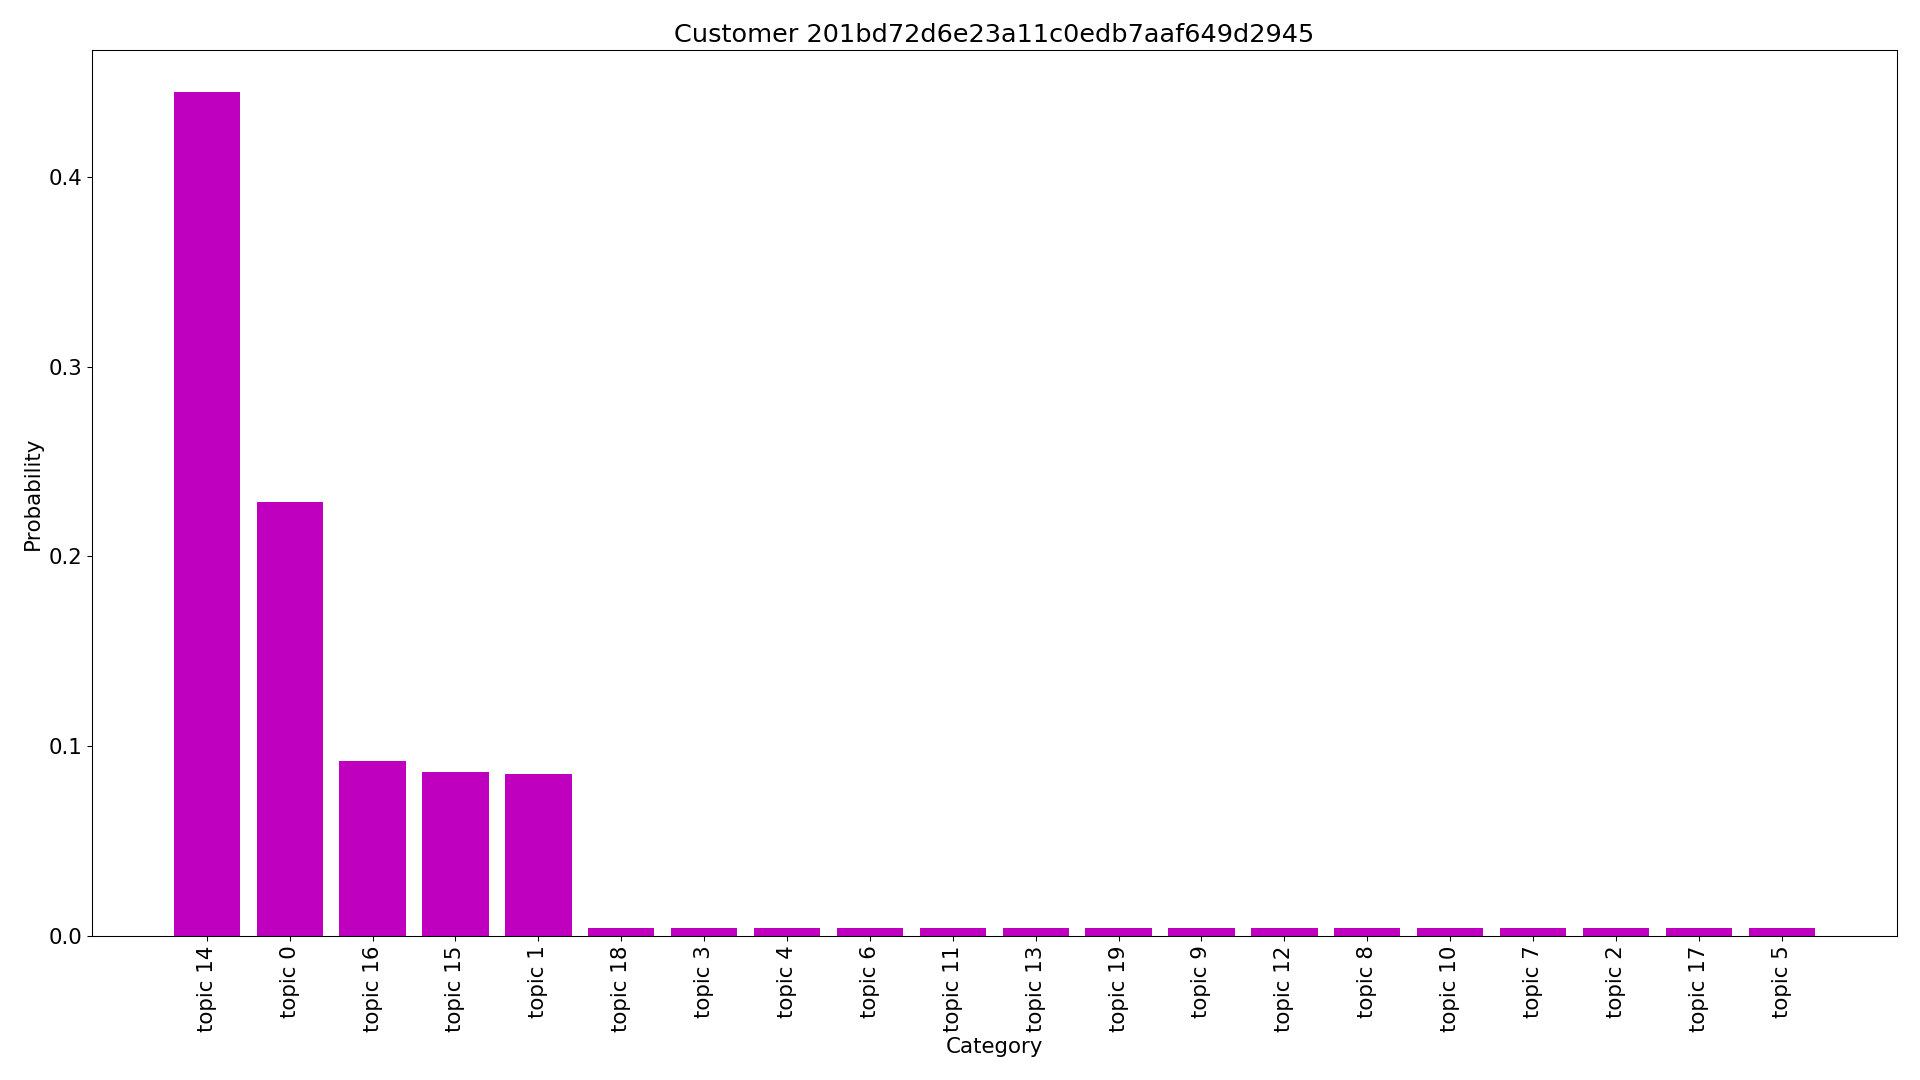 Customer 201bd72d6e23a11c0edb7aaf649d2945
Probability
0.4
0.3
0.2
0.1
0.0
topic 14
topic 0
topic 16
topic 15
topic 1
topic 18
topic 3
topic 4
topic 6
topic 11
topic 13
topic 19
topic 9
topic 12
topic 8
topic 10
topic 7
topic 2
topic 17
topic 5
Category